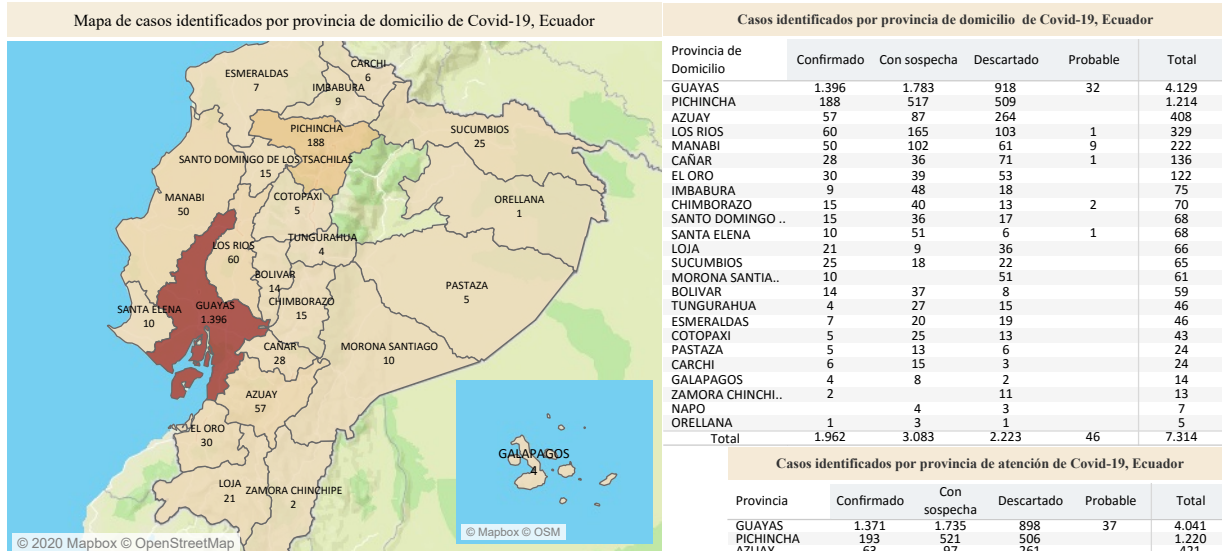 Mapa de casos identificados por provincia de domicilio de Covid-19, Ecuador
CARCHI
6
ESMERALDAS
7
IMBABURA
9
PICHINCHA
188
SUCUMBIOS
25
SANTO DOMINGO DE LOS TSACHILAS
15
MANABI
50
COTOPAXI
5
ORELLANA
1
TUNGURAHUA
4
LOS RIOS
60
BOLIVAR
14
PASTAZA
5
CHIMBORAZO
15
SANTA ELENA
10
GUAYAS
1.396
CAÑAR
28
MORONA SANTIAGO
10
AZUAY
57
EL ORO
30
LOJA
21
ZAMORA CHINCHIPE
2
GALAPAGOS
4
© Mapbox © OSM
© 2020 Mapbox © OpenStreetMap
Casos identificados por provincia de domicilio de Covid-19, Ecuador
Provincia de Domicilio Confirmado Con sospecha Descartado Probable Total
GUAYAS 1.396 1.783 918 32 4.129
PICHINCHA 188 517 509 1.214
AZUAY 57 87 264 408
LOS RIOS 60 165 103 1 329
MANABI 50 102 61 9 222
CAÑAR 28 36 71 1 136
EL ORO 30 39 53 122
IMBABURA 9 48 18 75
CHIMBORAZO 15 40 13 2 70
SANTO DOMINGO .. 15 36 17 68
SANTA ELENA 10 51 6 1 68
LOJA 21 9 36 66
SUCUMBIOS 25 18 22 65
MORONA SANTIA.. 10 51 61
BOLIVAR 14 37 8 59
TUNGURAHUA 4 27 15 46
ESMERALDAS 7 20 19 46
COTOPAXI 5 25 13 43
PASTAZA 5 13 6 24
CARCHI 6 15 3 24
GALAPAGOS 4 8 2 14
ZAMORA CHINCHI.. 2 11 13
NAPO 4 3 7
ORELLANA 1 3 1 5
Total 1.962 3.083 2.223 46 7.314
Casos identificados por provincia de atención de Covid-19, Ecuador
Provincia Confirmado Con sospecha Descartado Probable Total
GUAYAS 1.371 1.735 898 37 4.041
PICHINCHA 193 521 506 1.220
AZUAY 63 97 261 421